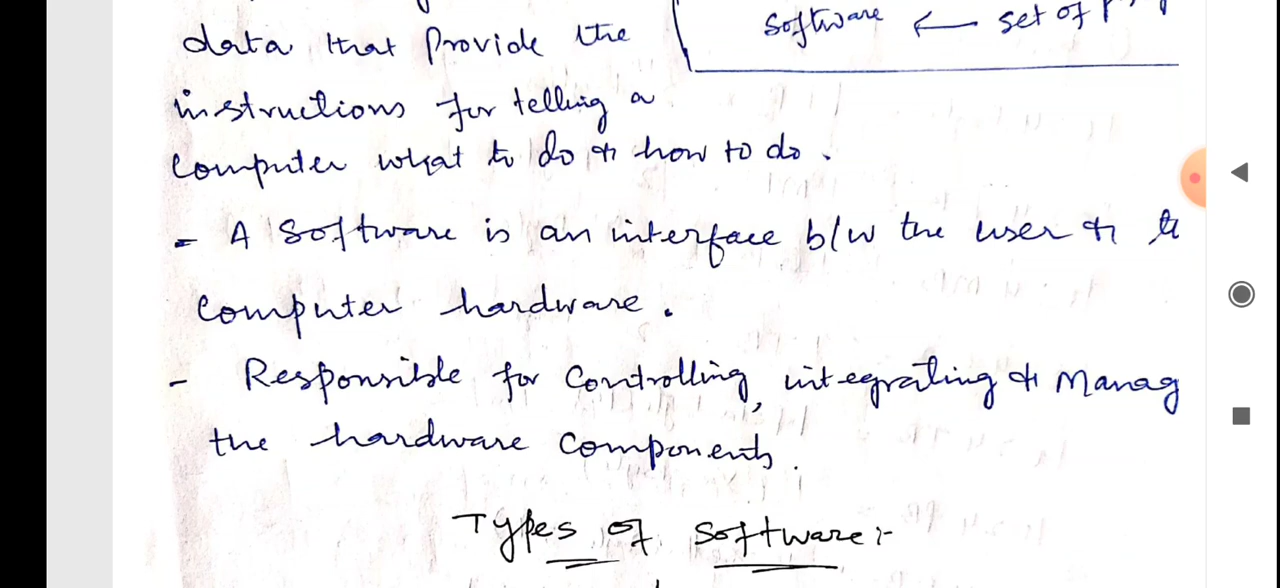 software ← set of
data that provide the
instructions for telling a
computer what to do & how to do.
- A software is an interface b/w the user &
computer hardware.
- Responsible for controlling, integrating & Manag
the hardware components.
Types of software:-